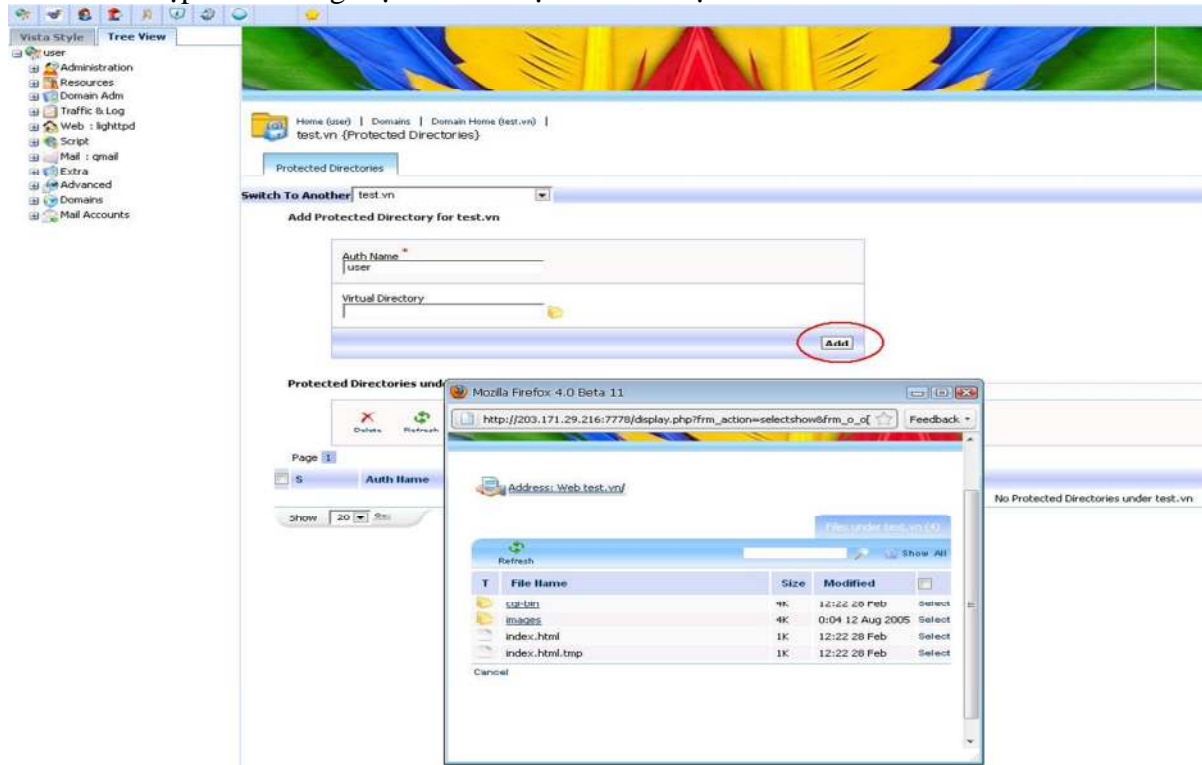 Vista Style Tree View
user
Administration
Resources
Domain Adm
Traffic & Log
Web : lighttpd
Script
Mail : qmail
Extra
Advanced
Domains
Mail Accounts
Home (user) | Domains | Domain Home (test.vn) |
test.vn {Protected Directories}
Protected Directories
Switch To Another test.vn
Add Protected Directory for test.vn
Auth Name *
user
Virtual Directory
Add
Protected Directories und
Delete Refresh
Page 1
S Auth Name
No Protected Directories under test.vn
Show 20
Mozilla Firefox 4.0 Beta 11
http://203.171.29.216:7778/display.php?frm_action=selectshow&frm_o_o[ Feedback
Address: Web test.vn/
Files under test.vn (4)
Refresh
Show All
T File Name Size Modified
cgi-bin 4K 12:22 28 Feb Select
images 4K 0:04 12 Aug 2005 Select
index.html 1K 12:22 28 Feb Select
index.html.tmp 1K 12:22 28 Feb Select
Cancel